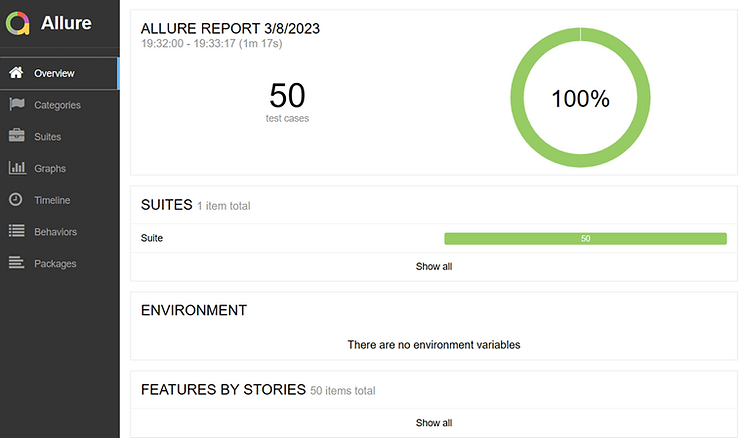 Allure
Overview
Categories
Suites
Graphs
Timeline
Behaviors
Packages
ALLURE REPORT 3/8/2023
19:32:00 - 19:33:17 (1m 17s)
50
test cases
100%
SUITES 1 item total
Suite 50
Show all
ENVIRONMENT
There are no environment variables
FEATURES BY STORIES 50 items total
Show all